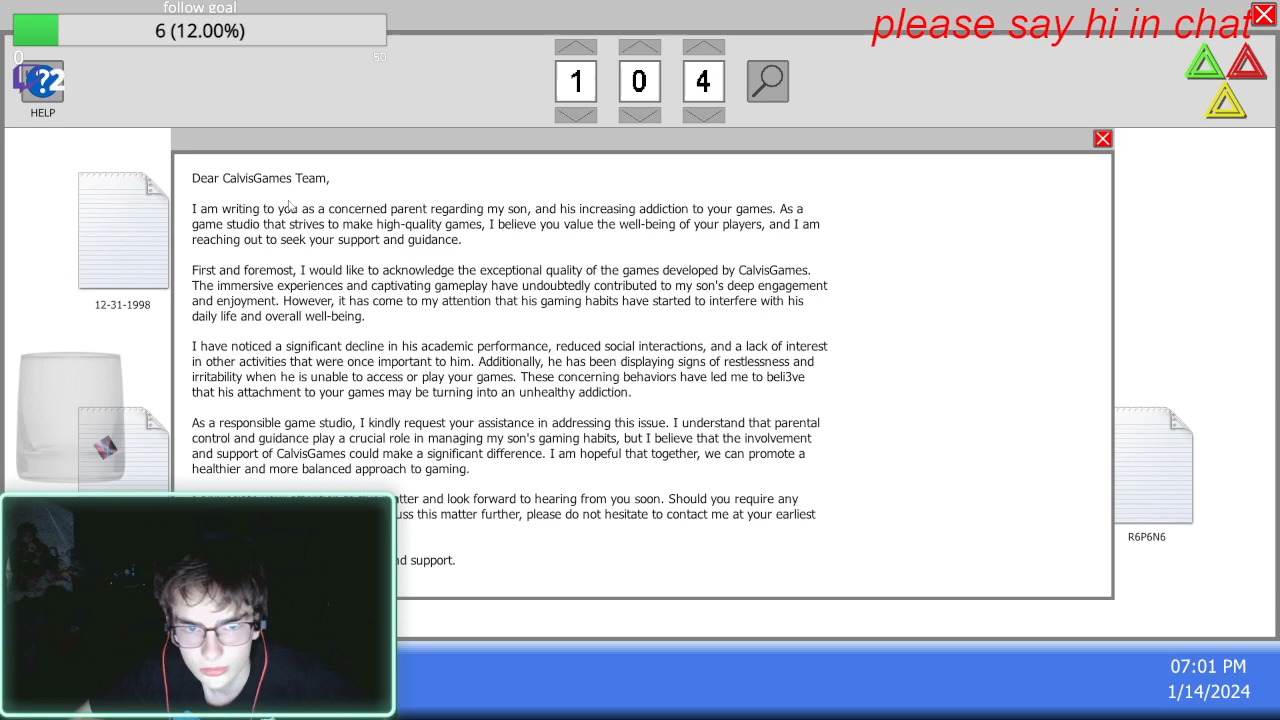 follow goal
6 (12.00%)
0
50
please say hi in chat
HELP
1 0 4
Dear CalvisGames Team,
I am writing to you as a concerned parent regarding my son, and his increasing addiction to your games. As a
game studio that strives to make high-quality games, I believe you value the well-being of your players, and I am
reaching out to seek your support and guidance.
First and foremost, I would like to acknowledge the exceptional quality of the games developed by CalvisGames.
The immersive experiences and captivating gameplay have undoubtedly contributed to my son's deep engagement
and enjoyment. However, it has come to my attention that his gaming habits have started to interfere with his
daily life and overall well-being.
I have noticed a significant decline in his academic performance, reduced social interactions, and a lack of interest
in other activities that were once important to him. Additionally, he has been displaying signs of restlessness and
irritability when he is unable to access or play your games. These concerning behaviors have led me to beli3ve
that his attachment to your games may be turning into an unhealthy addiction.
As a responsible game studio, I kindly request your assistance in addressing this issue. I understand that parental
control and guidance play a crucial role in managing my son's gaming habits, but I believe that the involvement
and support of CalvisGames could make a significant difference. I am hopeful that together, we can promote a
healthier and more balanced approach to gaming.
and look forward to hearing from you soon. Should you require any
this matter further, please do not hesitate to contact me at your earliest
support.
12-31-1998
R6P6N6
07:01 PM
1/14/2024